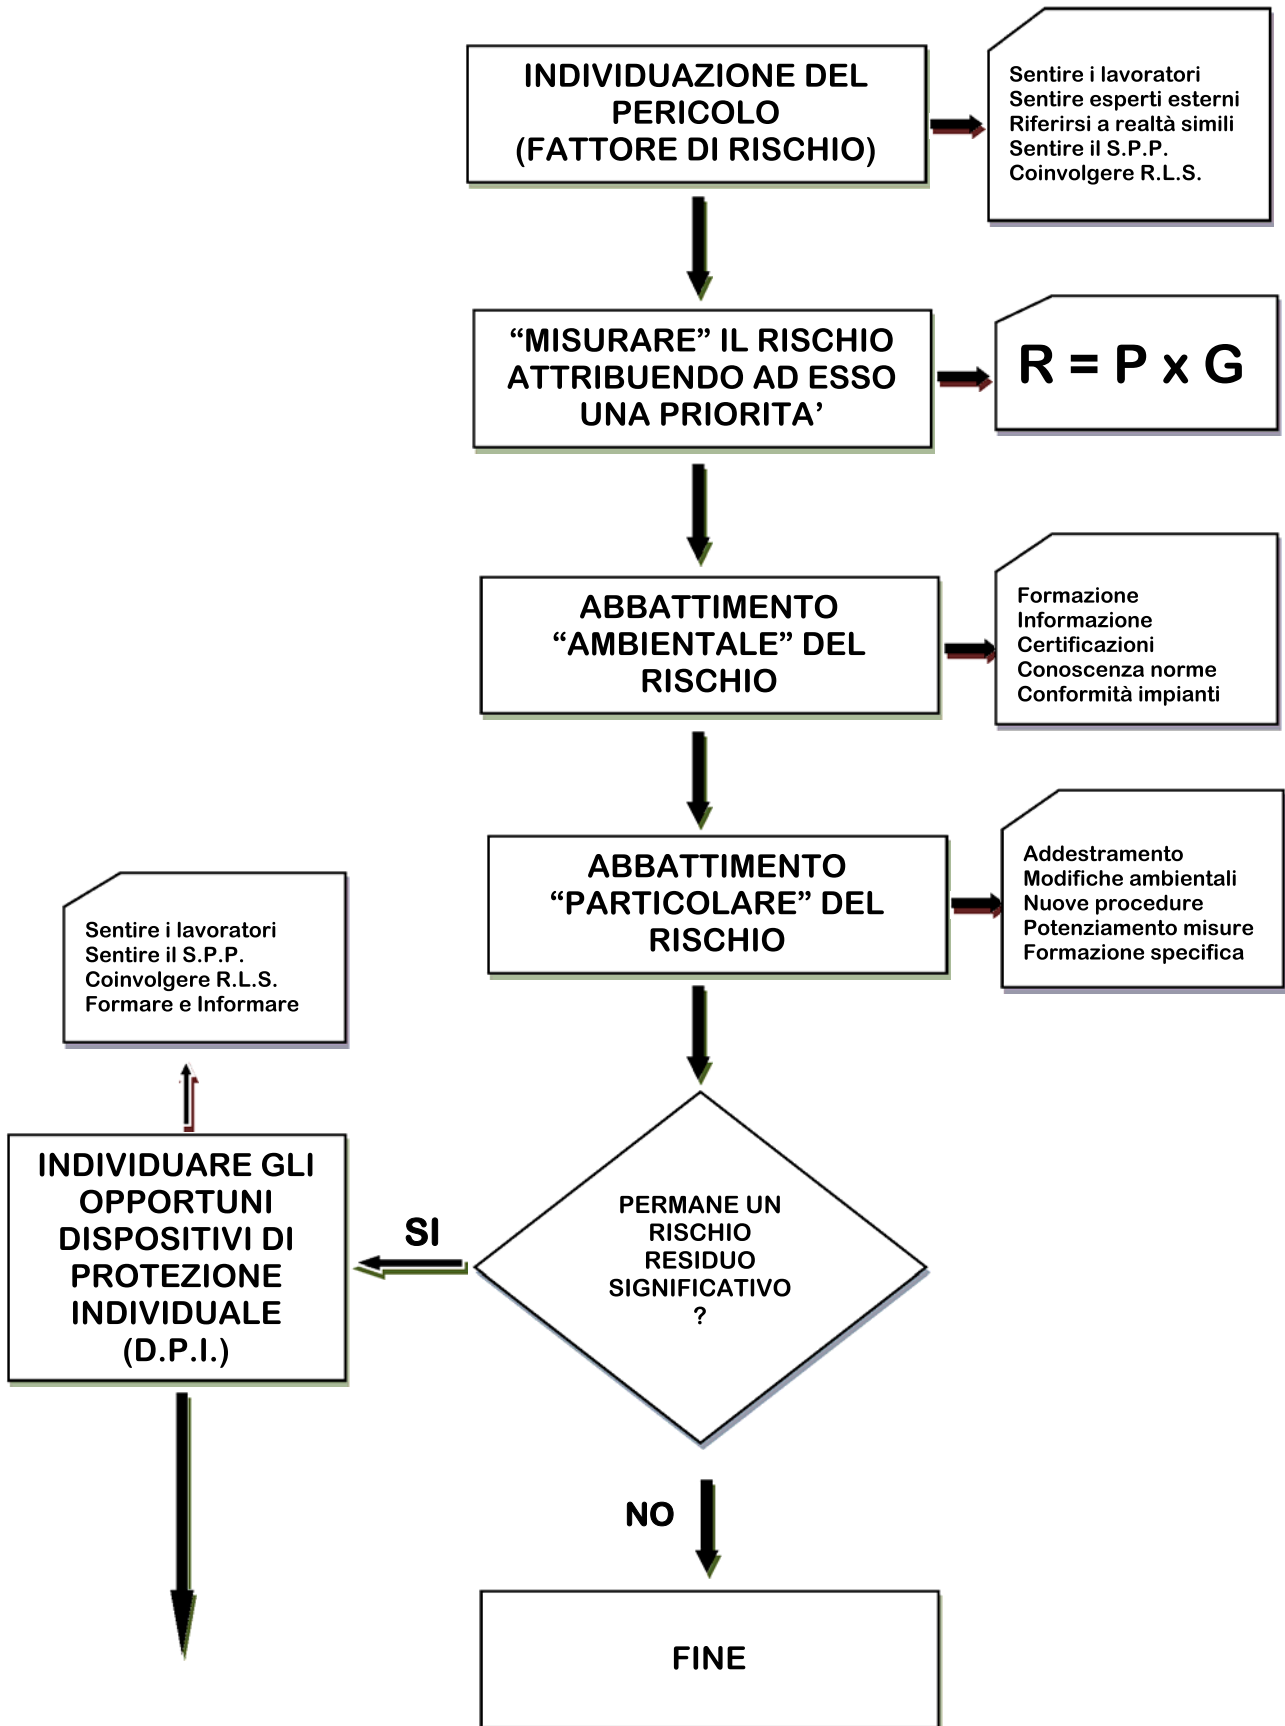 INDIVIDUAZIONE DEL
PERICOLO
(FATTORE DI RISCHIO)
Sentire i lavoratori
Sentire esperti esterni
Riferirsi a realtà simili
Sentire il S.P.P.
Coinvolgere R.L.S.
“MISURARE” IL RISCHIO
ATTRIBUENDO AD ESSO
UNA PRIORITA’
R = P x G
ABBATTIMENTO
“AMBIENTALE” DEL
RISCHIO
Formazione
Informazione
Certificazioni
Conoscenza norme
Conformità impianti
ABBATTIMENTO
“PARTICOLARE” DEL
RISCHIO
Addestramento
Modifiche ambientali
Nuove procedure
Potenziamento misure
Formazione specifica
Sentire i lavoratori
Sentire il S.P.P.
Coinvolgere R.L.S.
Formare e Informare
INDIVIDUARE GLI
OPPORTUNI
DISPOSITIVI DI
PROTEZIONE
INDIVIDUALE
(D.P.I.)
SI
PERMANE UN
RISCHIO
RESIDUO
SIGNIFICATIVO
?
NO
FINE